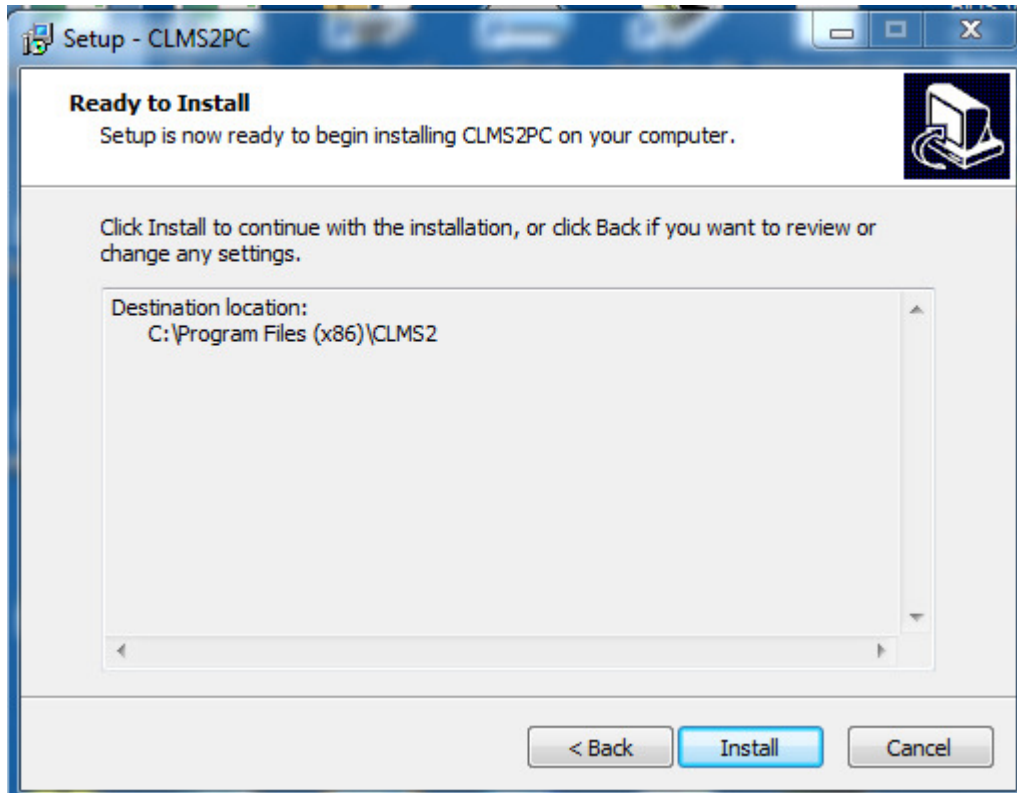 Setup - CLMS2PC
Ready to Install
Setup is now ready to begin installing CLMS2PC on your computer.
Click Install to continue with the installation, or click Back if you want to review or
change any settings.
Destination location:
C:\Program Files (x86)\CLMS2
< Back
Install
Cancel